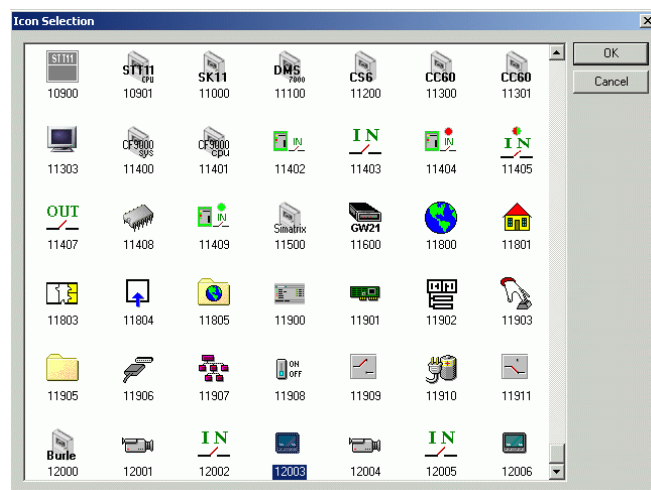 Icon Selection
OK
Cancel
STT11
STT11
CPU
SK11
DMS
7000
CS6
CC60
CC60
10900 10901 11000 11100 11200 11300 11301
CF9000
sys
CF9000
cpu
IN
IN
IN
IN
11303 11400 11401 11402 11403 11404 11405
OUT
IN
Simatrix
GW21
11407 11408 11409 11500 11600 11800 11801
11803 11804 11805 11900 11901 11902 11903
ON
OFF
11905 11906 11907 11908 11909 11910 11911
Burle
IN
IN
12000 12001 12002 12003 12004 12005 12006